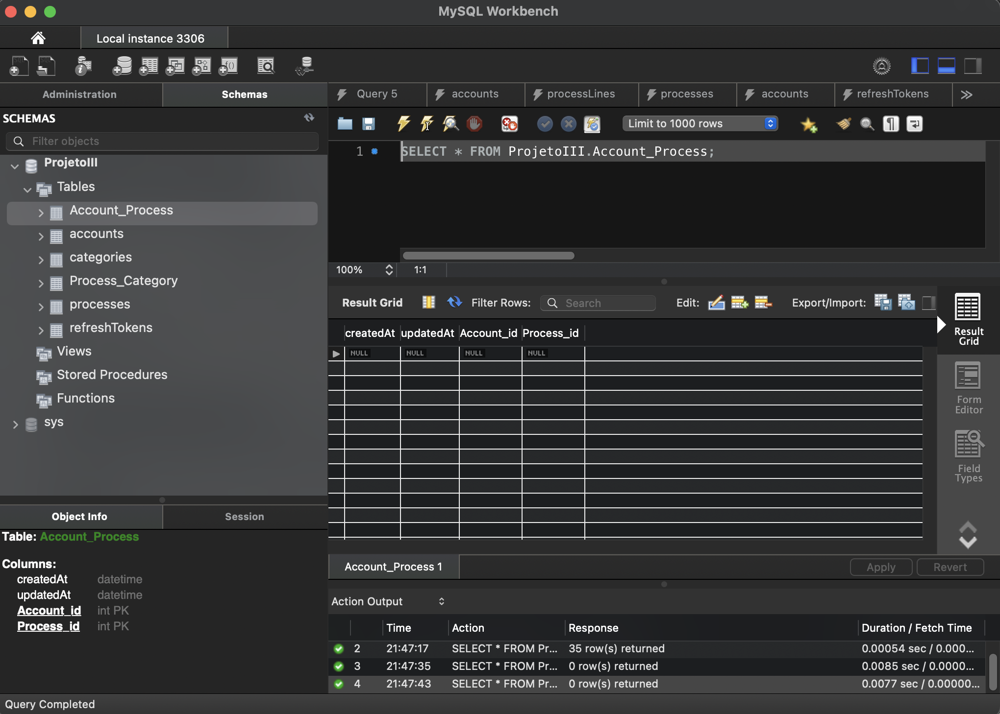 MySQL Workbench
Local instance 3306
Administration
Schemas
Query 5
accounts
processLines
processes
accounts
refreshTokens
SCHEMAS
Filter objects
Limit to 1000 rows
1
SELECT * FROM ProjetoIII.Account_Process;
ProjetoIII
Tables
Account_Process
accounts
categories
Process_Category
processes
refreshTokens
Views
Stored Procedures
Functions
sys
100%
1:1
Result Grid
Filter Rows:
Search
Edit:
Export/Import:
createdAt updatedAt Account_id Process_id
NULL NULL NULL NULL
Result
Grid
Form
Editor
Field
Types
Object Info
Session
Table: Account_Process
Columns:
createdAt datetime
updatedAt datetime
Account_id int PK
Process_id int PK
Account_Process 1
Apply
Revert
Action Output
Time Action Response Duration / Fetch Time
2 21:47:17 SELECT * FROM Pr... 35 row(s) returned 0.00054 sec / 0.000...
3 21:47:35 SELECT * FROM Pr... 0 row(s) returned 0.0085 sec / 0.0000...
4 21:47:43 SELECT * FROM Pr... 0 row(s) returned 0.0077 sec / 0.00000...
Query Completed